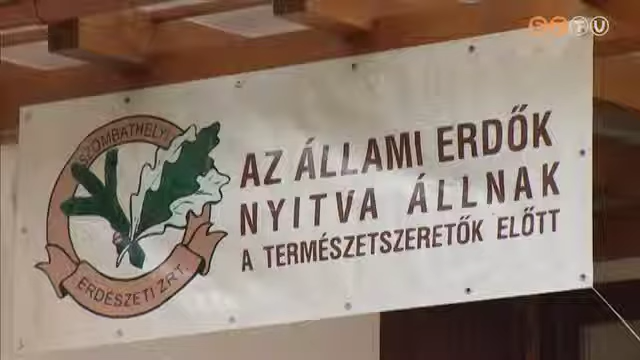 SZOMBATHELYI
ERDÉSZETI ZRT.
AZ ÁLLAMI ERDŐK
NYITVA ÁLLNAK
A TERMÉSZETSZERETŐK ELŐTT